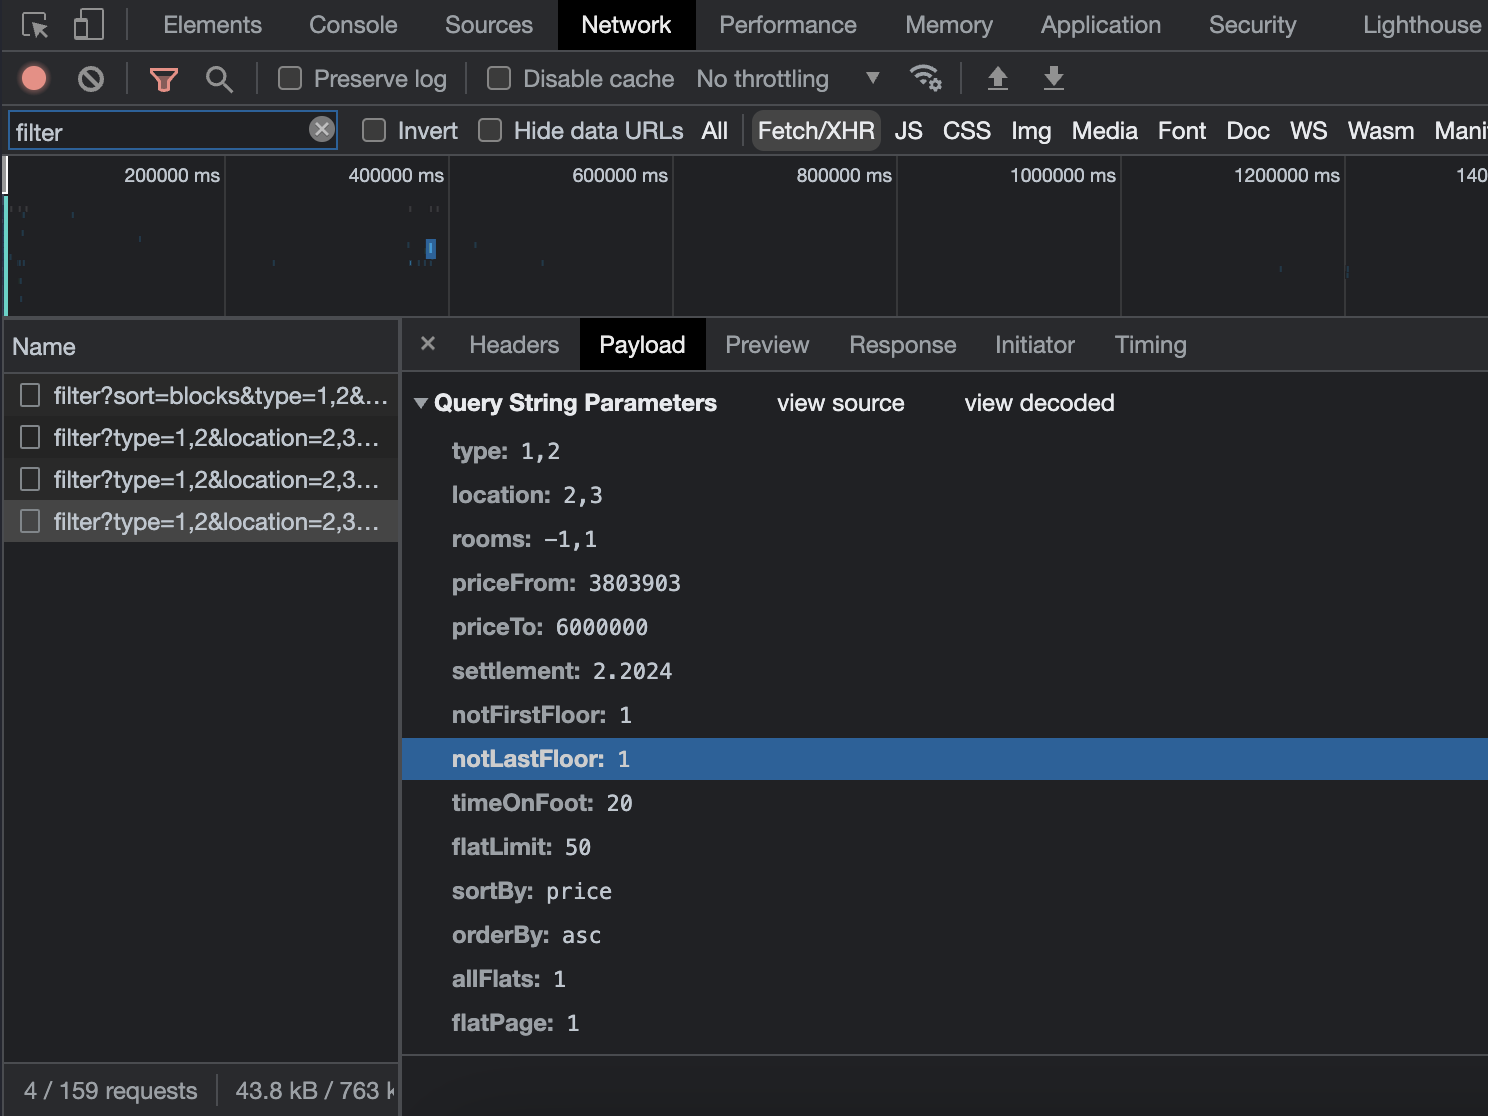 Elements Console Sources Network Performance Memory Application Security Lighthouse
Preserve log Disable cache No throttling
filter Invert Hide data URLs All Fetch/XHR JS CSS Img Media Font Doc WS Wasm Mani
200000 ms 400000 ms 600000 ms 800000 ms 1000000 ms 1200000 ms 140
Name
filter?sort=blocks&type=1,2&...
filter?type=1,2&location=2,3...
filter?type=1,2&location=2,3...
filter?type=1,2&location=2,3...
4 / 159 requests 43.8 kB / 763 k
× Headers Payload Preview Response Initiator Timing
Query String Parameters view source view decoded
type: 1,2
location: 2,3
rooms: -1,1
priceFrom: 3803903
priceTo: 6000000
settlement: 2.2024
notFirstFloor: 1
notLastFloor: 1
timeOnFoot: 20
flatLimit: 50
sortBy: price
orderBy: asc
allFlats: 1
flatPage: 1